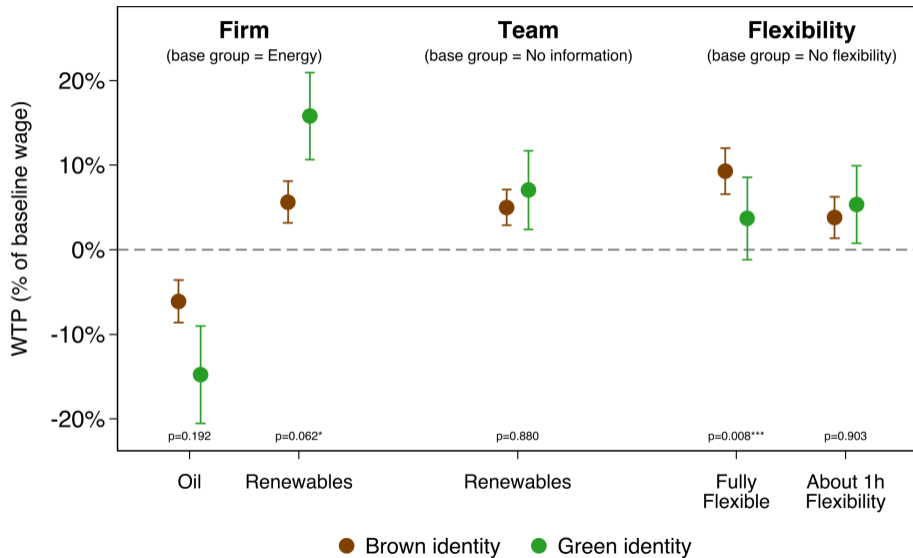 Firm
(base group = Energy)
Team
(base group = No information)
Flexibility
(base group = No flexibility)
WTP (% of baseline wage)
20%
10%
0%
-10%
-20%
p=0.192
p=0.062*
p=0.880
p=0.008***
p=0.903
Oil
Renewables
Renewables
Fully
Flexible
About 1h
Flexibility
Brown identity
Green identity